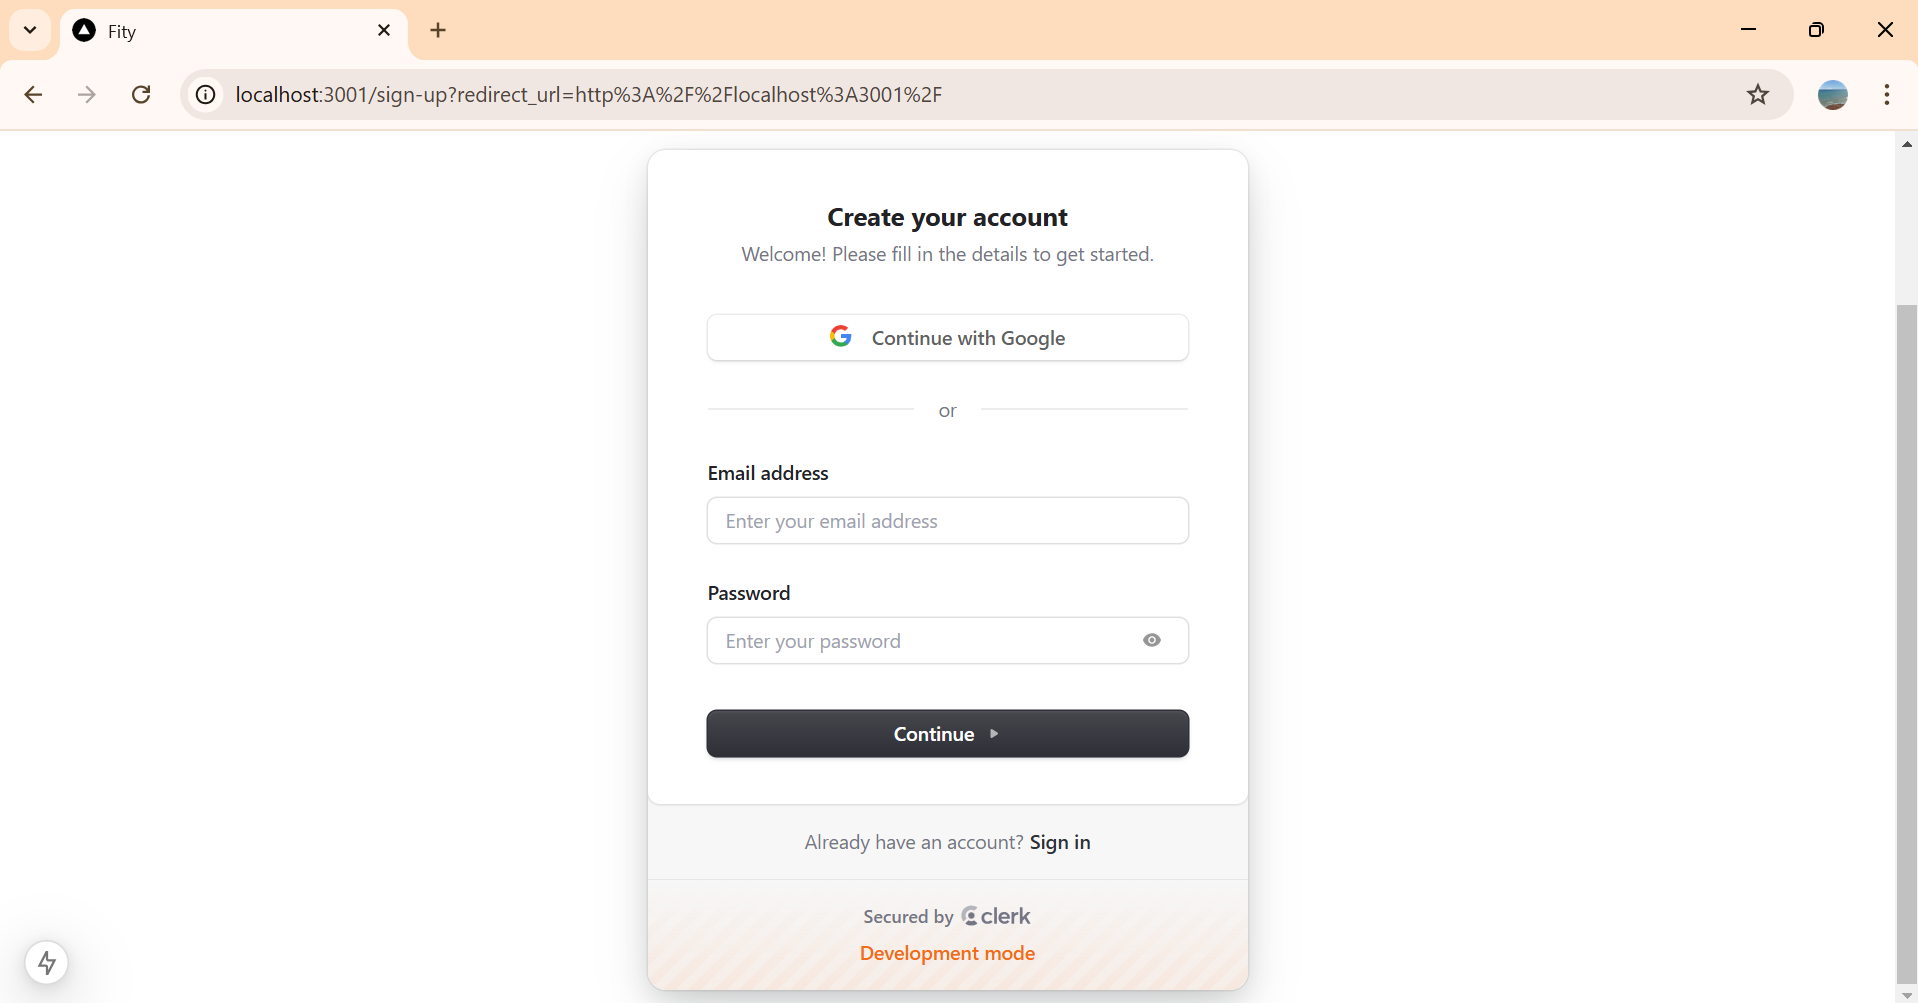 Fity
localhost:3001/sign-up?redirect_url=http%3A%2F%2Flocalhost%3A3001%2F
Create your account
Welcome! Please fill in the details to get started.
Continue with Google
or
Email address
Enter your email address
Password
Enter your password
Continue
Already have an account? Sign in
Secured by clerk
Development mode